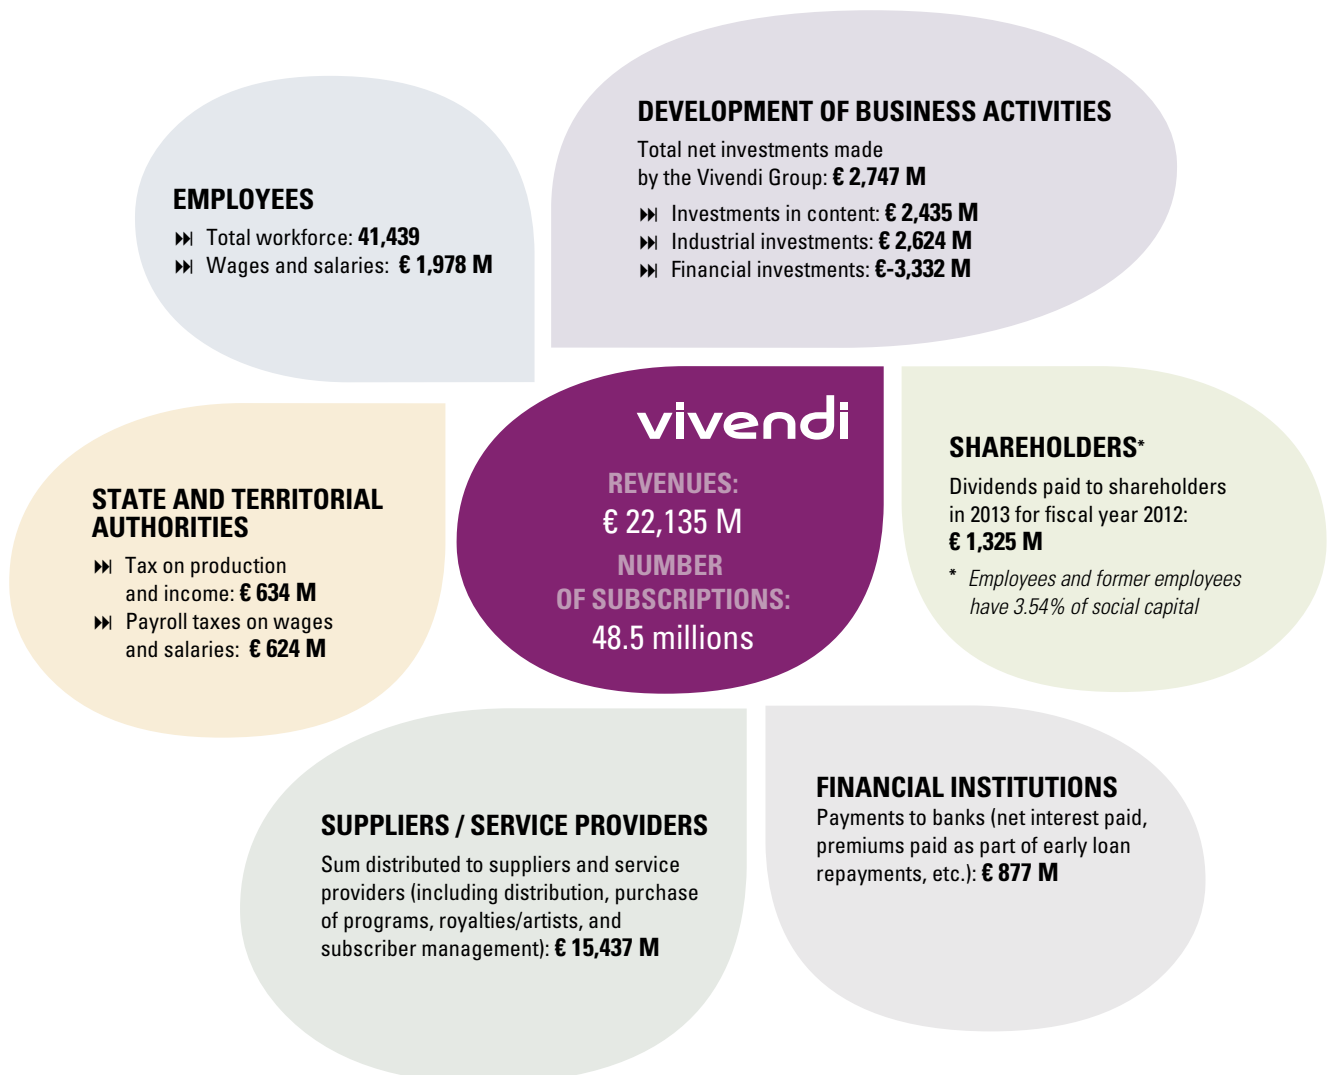 DEVELOPMENT OF BUSINESS ACTIVITIES
Total net investments made
by the Vivendi Group: € 2,747 M
Investments in content: € 2,435 M
Industrial investments: € 2,624 M
Financial investments: €-3,332 M
EMPLOYEES
Total workforce: 41,439
Wages and salaries: € 1,978 M
vivendi
REVENUES:
€ 22,135 M
NUMBER
OF SUBSCRIPTIONS:
48.5 millions
SHAREHOLDERS*
Dividends paid to shareholders
in 2013 for fiscal year 2012:
€ 1,325 M
* Employees and former employees
have 3.54% of social capital
STATE AND TERRITORIAL
AUTHORITIES
Tax on production
and income: € 634 M
Payroll taxes on wages
and salaries: € 624 M
SUPPLIERS / SERVICE PROVIDERS
Sum distributed to suppliers and service
providers (including distribution, purchase
of programs, royalties/artists, and
subscriber management): € 15,437 M
FINANCIAL INSTITUTIONS
Payments to banks (net interest paid,
premiums paid as part of early loan
repayments, etc.): € 877 M